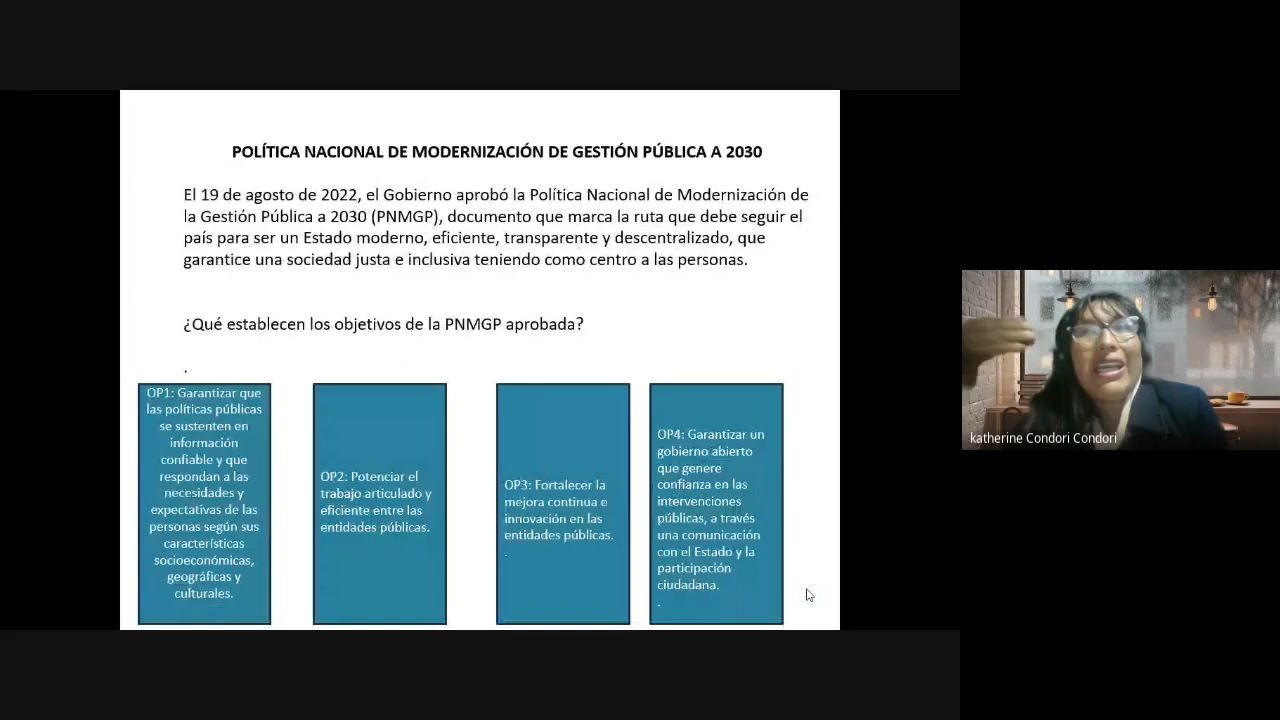 POLÍTICA NACIONAL DE MODERNIZACIÓN DE GESTIÓN PÚBLICA A 2030
El 19 de agosto de 2022, el Gobierno aprobó la Política Nacional de Modernización de
la Gestión Pública a 2030 (PNMGP), documento que marca la ruta que debe seguir el
país para ser un Estado moderno, eficiente, transparente y descentralizado, que
garantice una sociedad justa e inclusiva teniendo como centro a las personas.
¿Qué establecen los objetivos de la PNMGP aprobada?
.
OP1: Garantizar que
las políticas públicas
se sustenten en
información
confiable y que
respondan a las
necesidades y
expectativas de las
personas según sus
características
socioeconómicas,
geográficas y
culturales.
OP2: Potenciar el
trabajo articulado y
eficiente entre las
entidades públicas.
OP3: Fortalecer la
mejora continua e
innovación en las
entidades públicas.
.
OP4: Garantizar un
gobierno abierto
que genere
confianza en las
intervenciones
públicas, a través
una comunicación
con el Estado y la
participación
ciudadana.
.
katherine Condori Condori